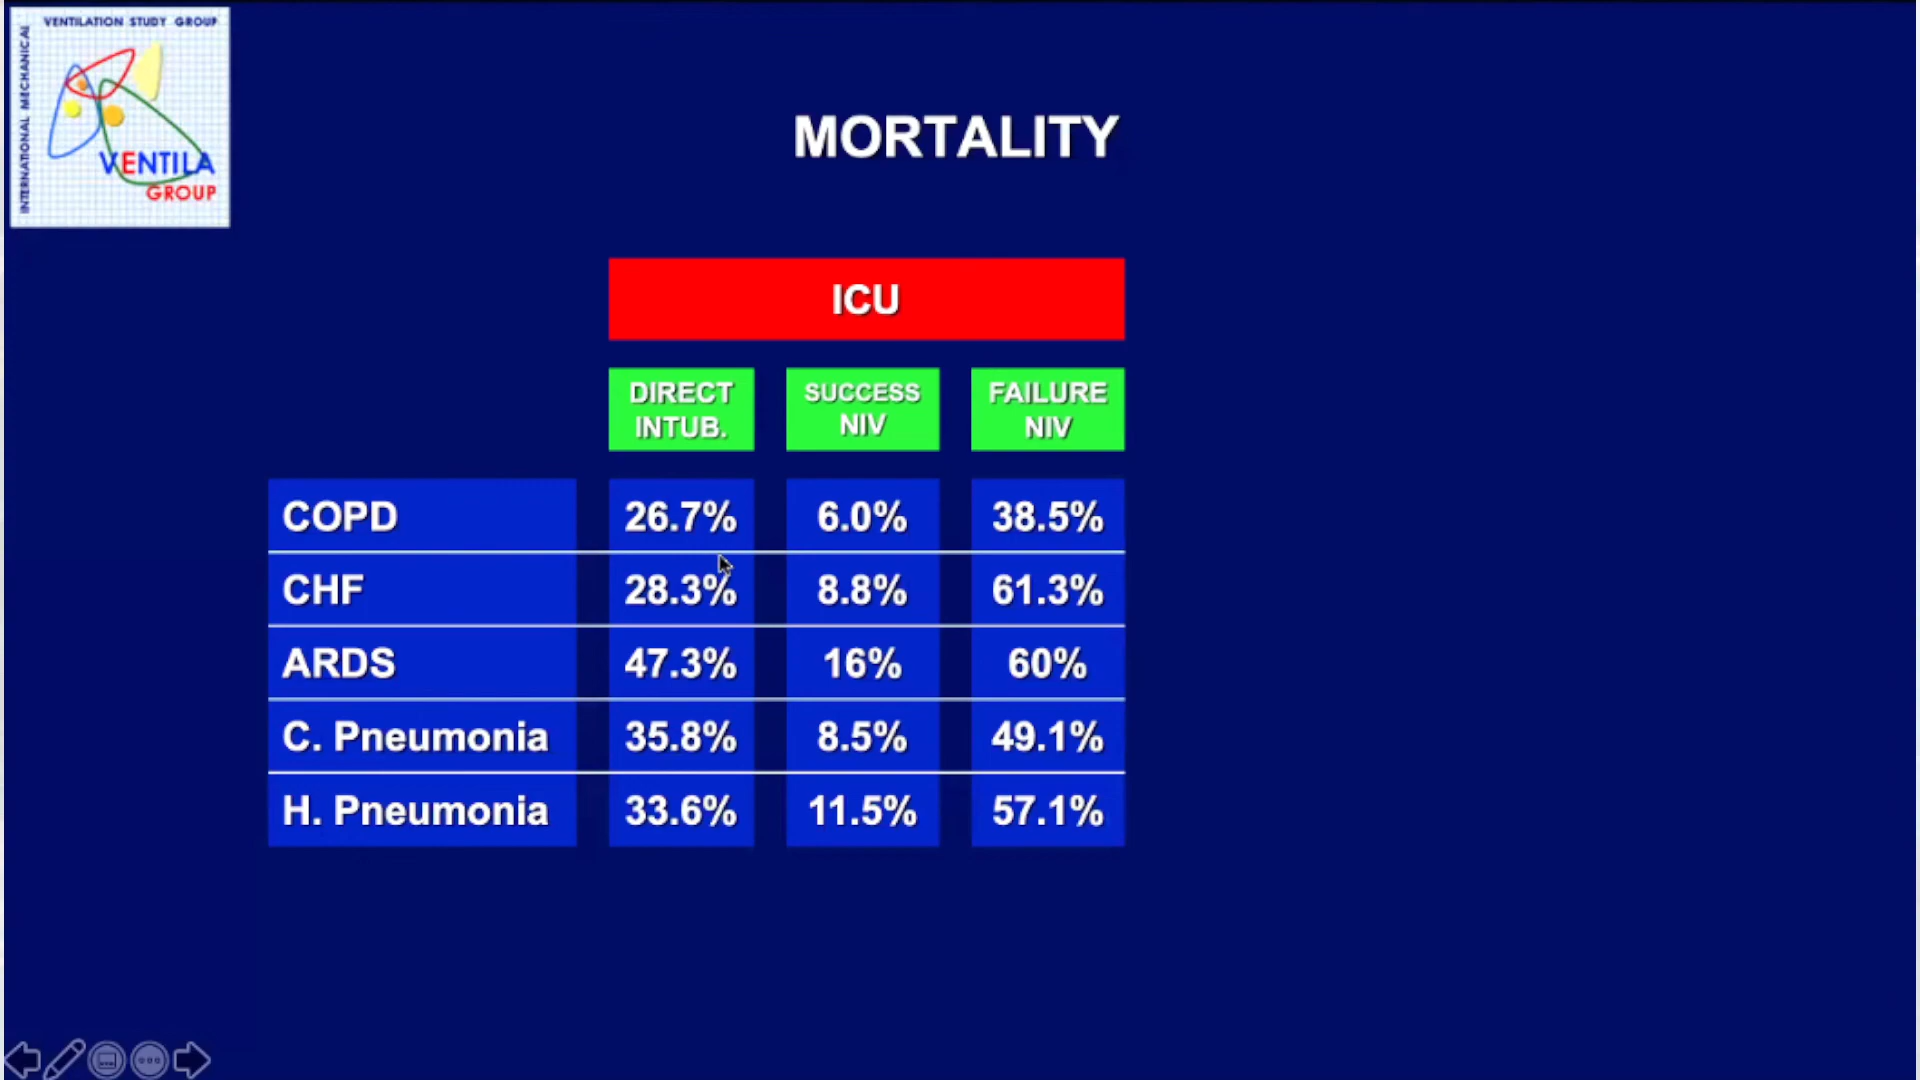 VENTILATION STUDY GROUP
INTERNATIONAL MECHANICAL
VENTILA
GROUP
MORTALITY
ICU
DIRECT
INTUB.
SUCCESS
NIV
FAILURE
NIV
COPD 26.7% 6.0% 38.5%
CHF 28.3% 8.8% 61.3%
ARDS 47.3% 16% 60%
C. Pneumonia 35.8% 8.5% 49.1%
H. Pneumonia 33.6% 11.5% 57.1%